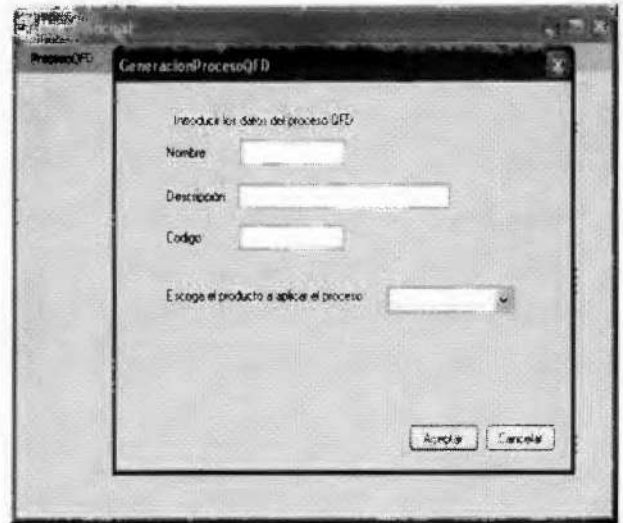 ProcesoQFD
GeneracionProcesoQFD
Introducir los datos del proceso QFD
Nombre
Descripción
Codigo
Escoga el producto a aplicar el proceso
Aceptar
Cancelar